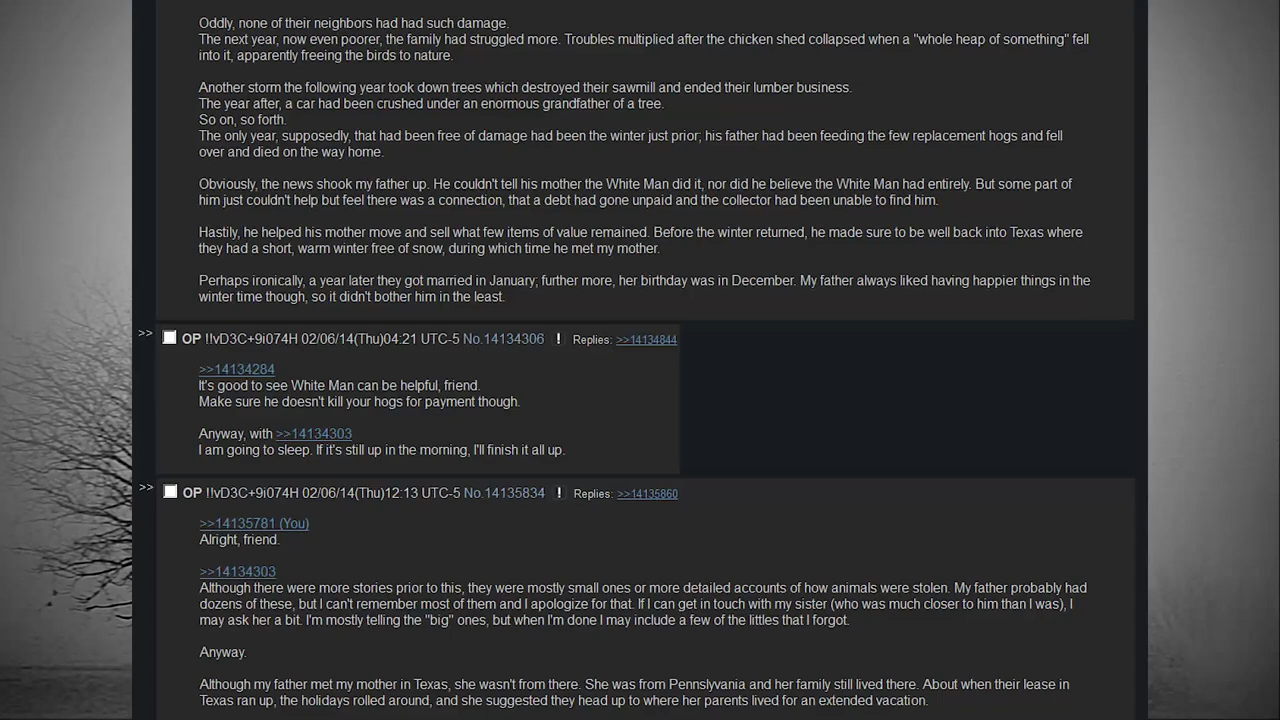 Oddly, none of their neighbors had had such damage.
The next year, now even poorer, the family had struggled more. Troubles multiplied after the chicken shed collapsed when a "whole heap of something" fell
into it, apparently freeing the birds to nature.
Another storm the following year took down trees which destroyed their sawmill and ended their lumber business.
The year after, a car had been crushed under an enormous grandfather of a tree.
So on, so forth.
The only year, supposedly, that had been free of damage had been the winter just prior; his father had been feeding the few replacement hogs and fell
over and died on the way home.
Obviously, the news shook my father up. He couldn't tell his mother the White Man did it, nor did he believe the White Man had entirely. But some part of
him just couldn't help but feel there was a connection, that a debt had gone unpaid and the collector had been unable to find him.
Hastily, he helped his mother move and sell what few items of value remained. Before the winter returned, he made sure to be well back into Texas where
they had a short, warm winter free of snow, during which time he met my mother.
Perhaps ironically, a year later they got married in January; further more, her birthday was in December. My father always liked having happier things in the
winter time though, so it didn't bother him in the least.
>> OP !!vD3C+9i074H 02/06/14(Thu)04:21 UTC-5 No.14134306 ! Replies: >>14134844
>>14134284
It's good to see White Man can be helpful, friend.
Make sure he doesn't kill your hogs for payment though.
Anyway, with >>14134303
I am going to sleep. If it's still up in the morning, I'll finish it all up.
>> OP !!vD3C+9i074H 02/06/14(Thu)12:13 UTC-5 No.14135834 ! Replies: >>14135860
>>14135781 (You)
Alright, friend.
>>14134303
Although there were more stories prior to this, they were mostly small ones or more detailed accounts of how animals were stolen. My father probably had
dozens of these, but I can't remember most of them and I apologize for that. If I can get in touch with my sister (who was much closer to him than I was), I
may ask her a bit. I'm mostly telling the "big" ones, but when I'm done I may include a few of the littles that I forgot.
Anyway.
Although my father met my mother in Texas, she wasn't from there. She was from Pennslyvania and her family still lived there. About when their lease in
Texas ran up, the holidays rolled around, and she suggested they head up to where her parents lived for an extended vacation.